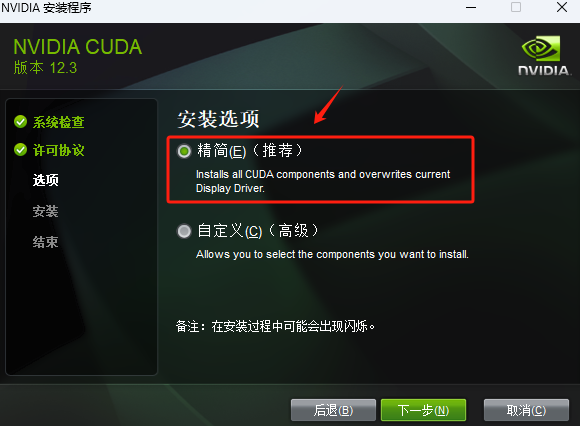 NVIDIA 安装程序
NVIDIA CUDA
版本 12.3
NVIDIA.
系统检查
许可协议
选项
安装
结束
安装选项
精简(E)（推荐）
Installs all CUDA components and overwrites current
Display Driver.
自定义(C)（高级）
Allows you to select the components you want to install.
备注：在安装过程中可能会出现闪烁。
后退(B)
下一步(N)
取消(C)